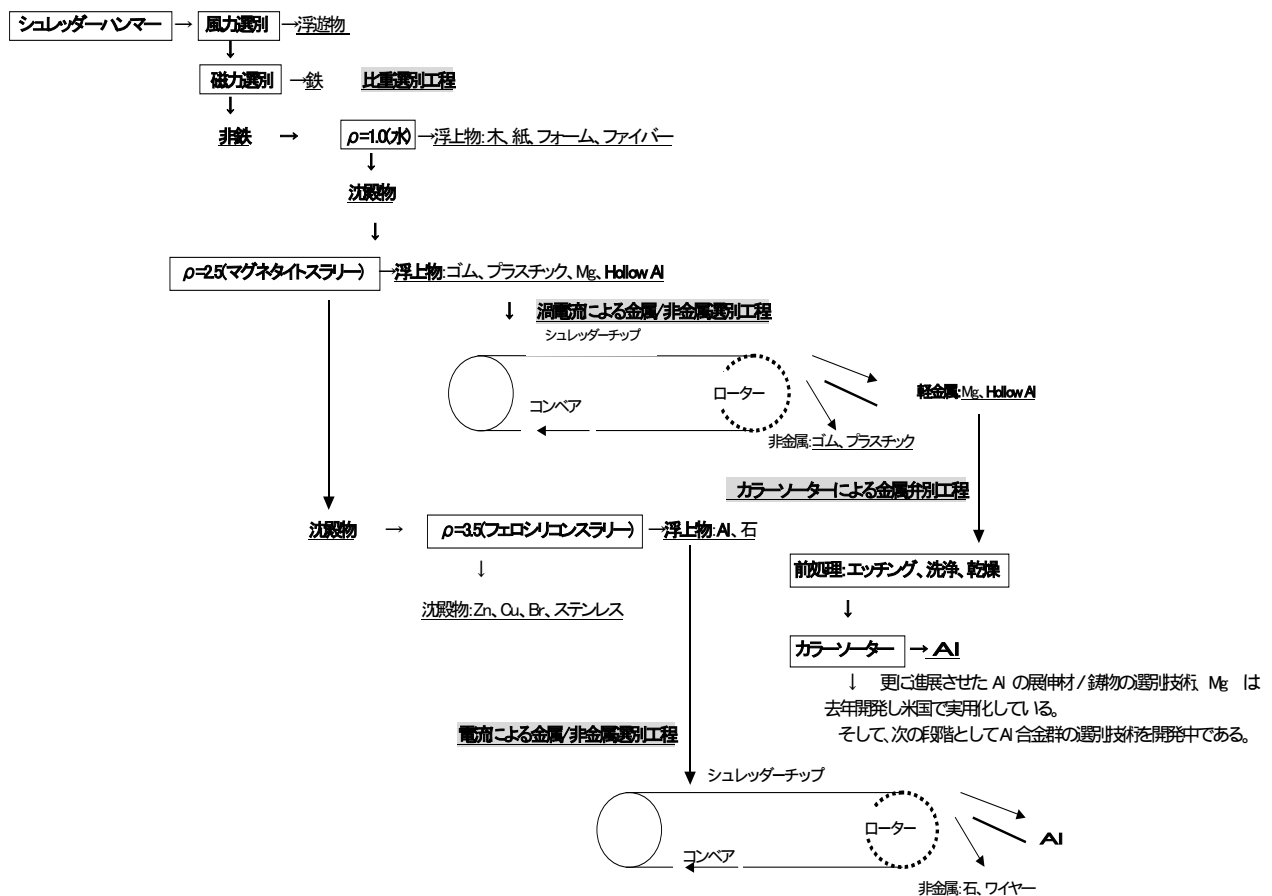 シュレッダーハンマー → 風力選別 →浮遊物
↓
磁力選別 →鉄 比重選別工程
↓
非鉄 → ρ=1.0(水) →浮上物:木、紙、フォーム、ファイバー
↓
沈殿物
↓
ρ=2.5(マグネタイトスラリー) →浮上物:ゴム、プラスチック、Mg、Hollow Al
↓ 渦電流による金属/非金属選別工程
シュレッダーチップ
ローター
コンベア
軽金属:Mg、Hollow Al
非金属:ゴム、プラスチック
カラーソーターによる金属弁別工程
沈殿物 → ρ=3.5(フェロシリコンスラリー) →浮上物:Al、石
↓
沈殿物:Zn、Cu、Br、ステンレス
前処理:エッチング、洗浄、乾燥
↓
カラーソーター → Al
↓ 更に進展させた Al の展伸材/鋳物の選別技術、Mg は
去年開発し米国で実用化している。
そして、次の段階としてAl合金群の選別技術を開発中である。
電流による金属/非金属選別工程
シュレッダーチップ
ローター
コンベア
Al
非金属:石、ワイヤー